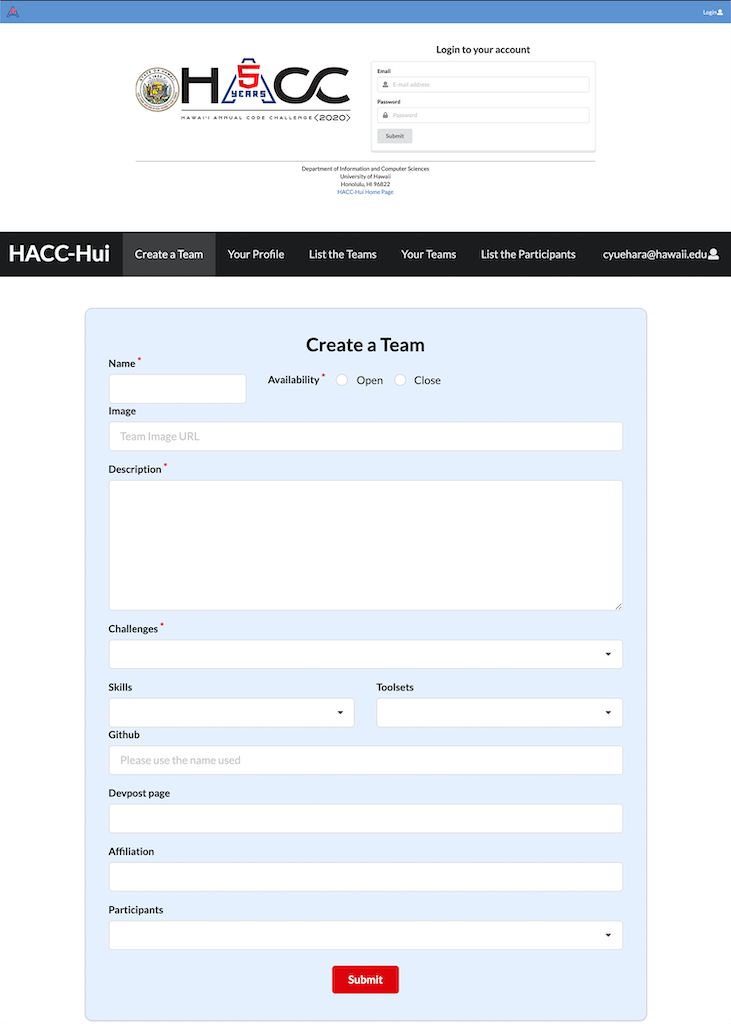 Login
STATE OF HAWAII
HACC
5
YEARS
HAWAI'I ANNUAL CODE CHALLENGE <2020>
Login to your account
Email
E-mail address
Password
Password
Submit
Department of Information and Computer Sciences
University of Hawaii
Honolulu, HI 96822
HACC-Hui Home Page
HACC-Hui
Create a Team
Your Profile
List the Teams
Your Teams
List the Participants
cyuehara@hawaii.edu
Create a Team
Name *
Availability *
Open
Close
Image
Team Image URL
Description *
Challenges *
Skills
Toolsets
Github
Please use the name used
Devpost page
Affiliation
Participants
Submit